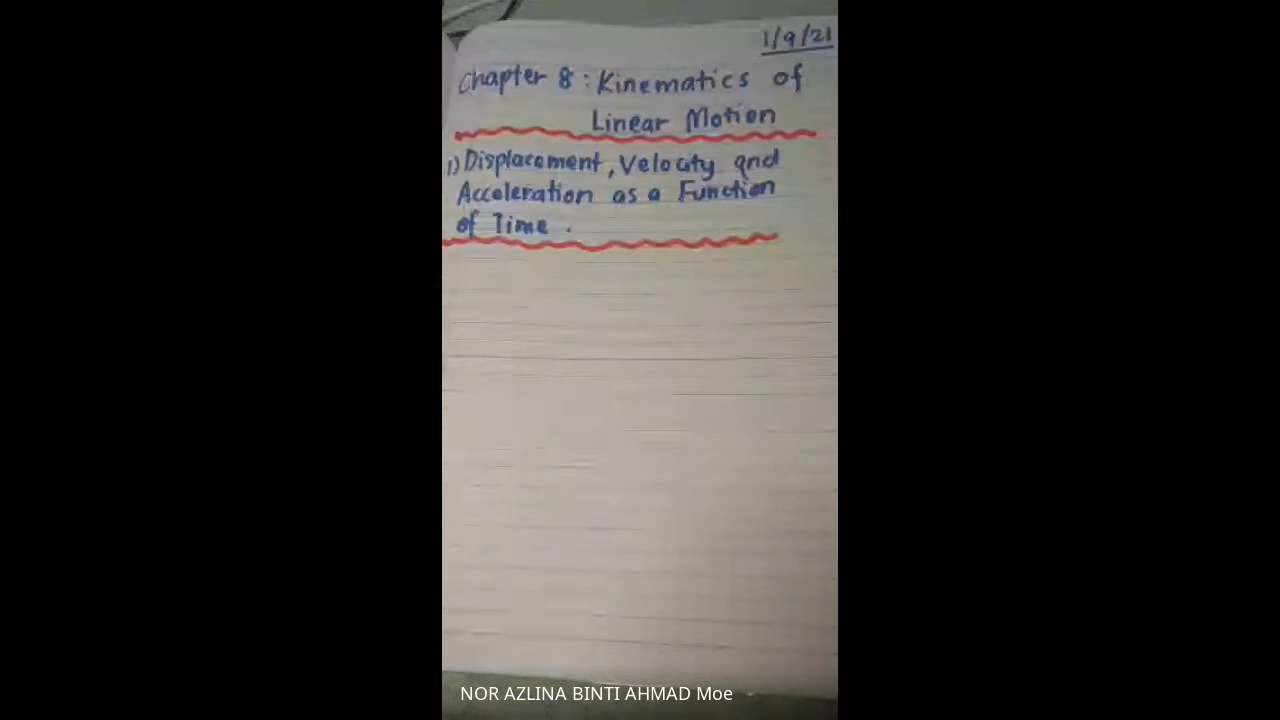 1/9/21
Chapter 8 : Kinematics of
Linear Motion
1) Displacement, Velocity and
Acceleration as a Function
of Time .
NOR AZLINA BINTI AHMAD Moe